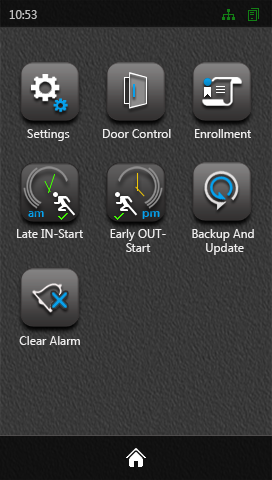 10:53
Settings
Door Control
Enrollment
am
pm
Late IN-Start
Early OUT-
Start
Backup And
Update
Clear Alarm